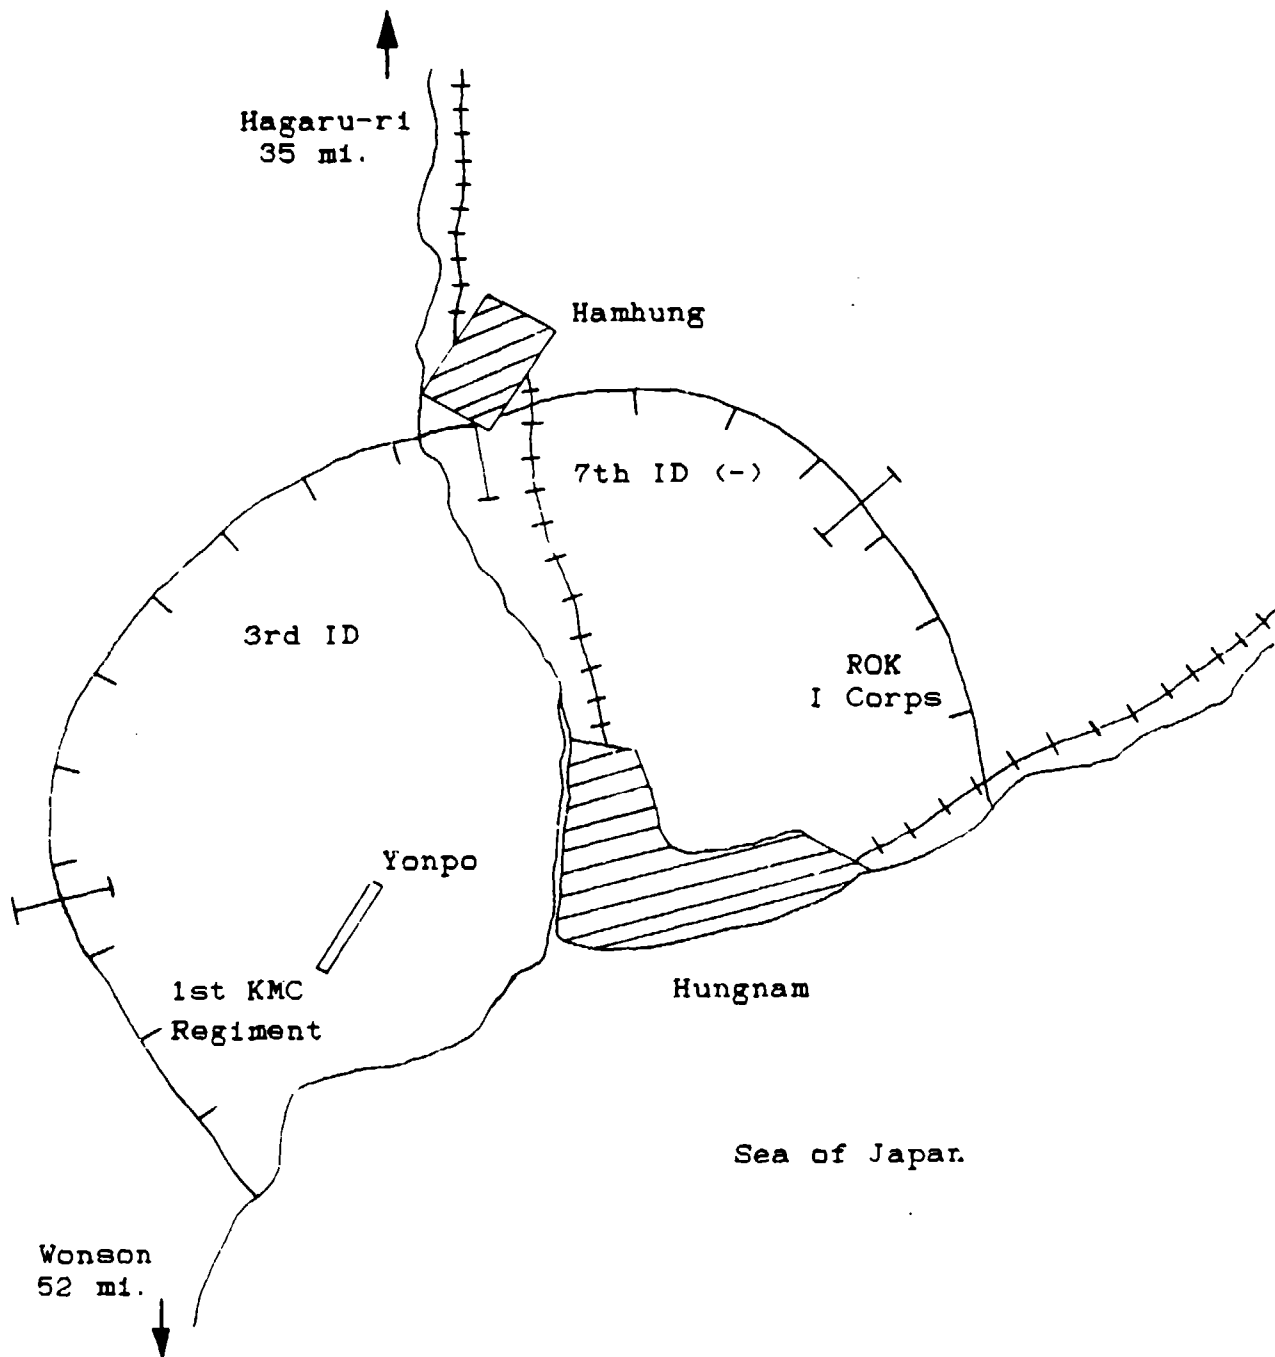 Hagaru-ri
35 mi.
Hamhung
7th ID (-)
3rd ID
ROK
I Corps
Yonpo
1st KMC
Regiment
Hungnam
Sea of Japan
Wonson
52 mi.